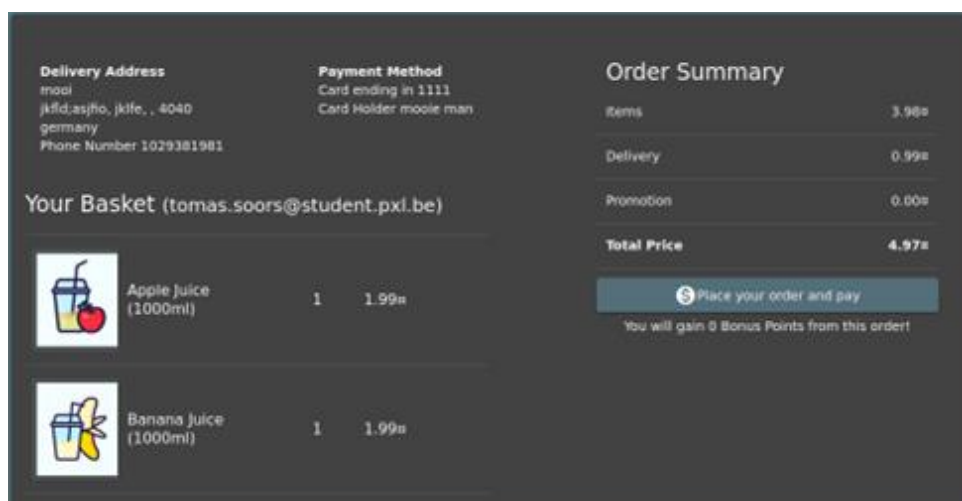 Delivery Address
mooi
jkfld;asjfio, jklfe, , 4040
germany
Phone Number 1029381981
Payment Method
Card ending in 1111
Card Holder mooie man
Your Basket (tomas.soors@student.pxl.be)
Apple Juice
(1000ml)
1 1.99¤
Banana Juice
(1000ml)
1 1.99¤
Order Summary
Items 3.98¤
Delivery 0.99¤
Promotion 0.00¤
Total Price 4.97¤
Place your order and pay
You will gain 0 Bonus Points from this order!